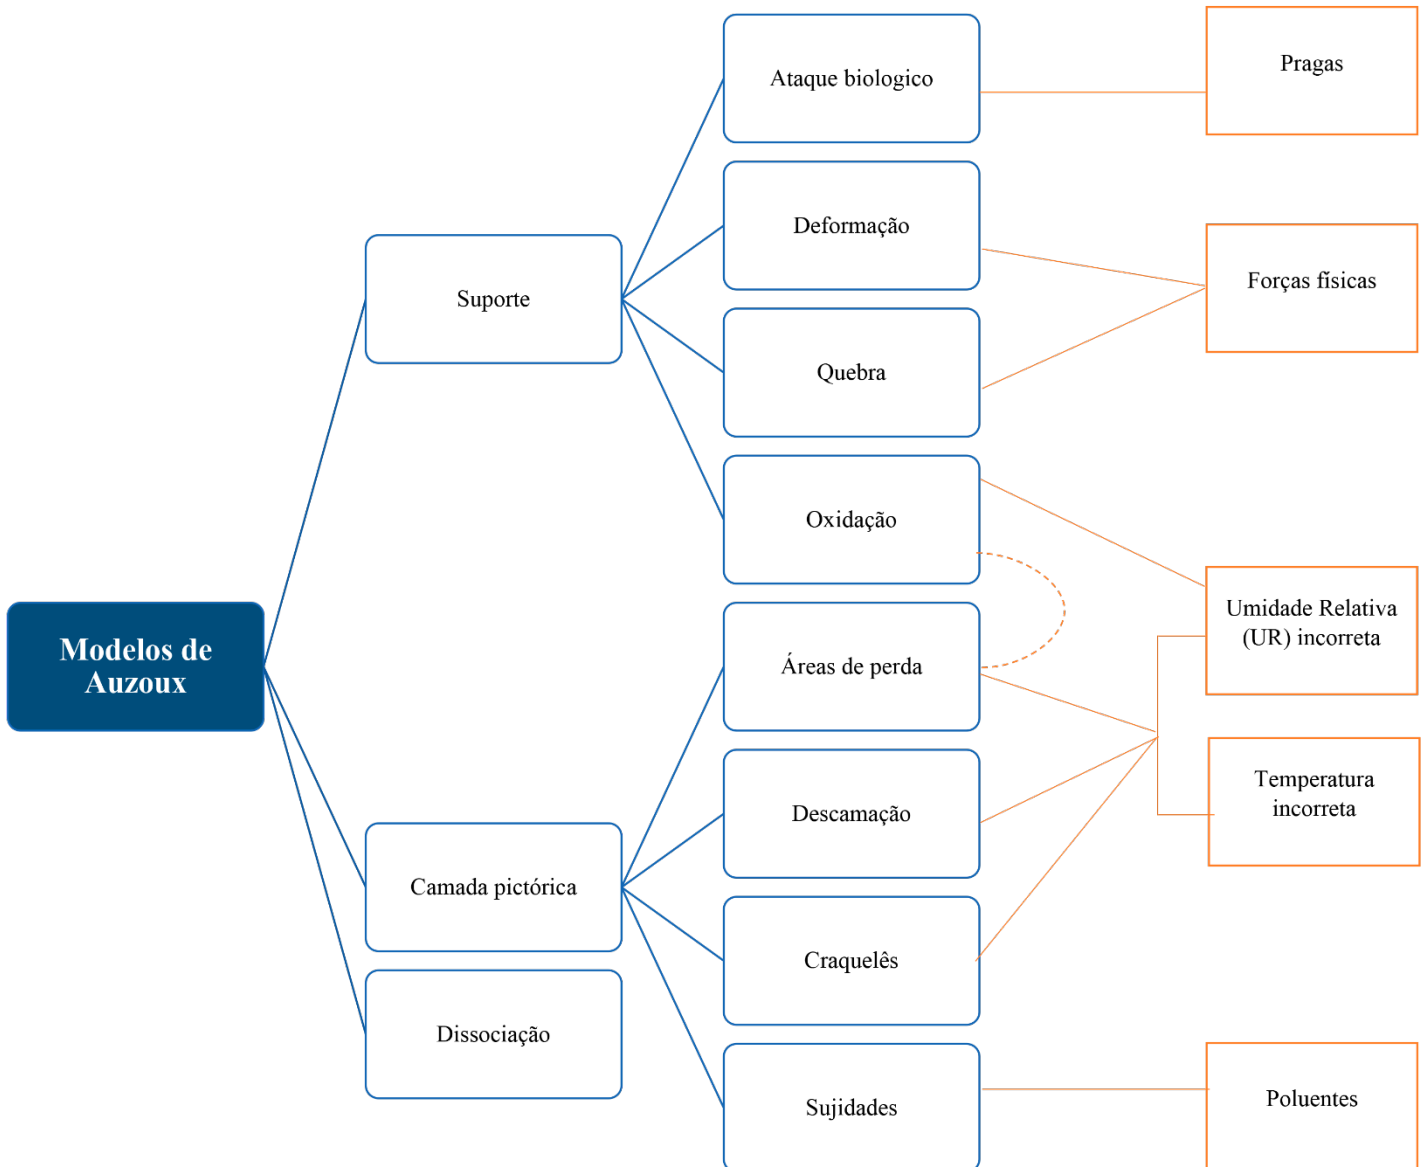 Ataque biologico
Pragas
Deformação
Suporte
Forças físicas
Quebra
Oxidação
Umidade Relativa
(UR) incorreta
Modelos de
Auzoux
Áreas de perda
Temperatura
incorreta
Descamação
Camada pictórica
Craquelês
Dissociação
Sujidades
Poluentes